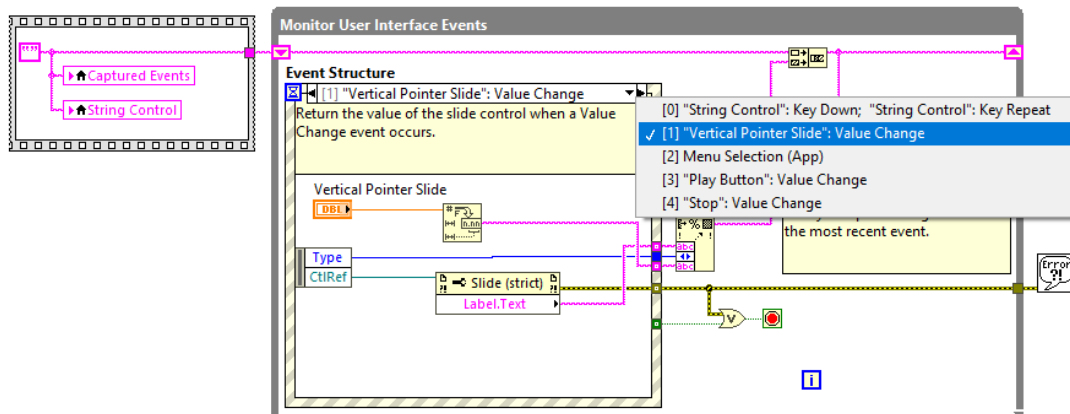 Monitor User Interface Events
""
Captured Events
String Control
Event Structure
[1] "Vertical Pointer Slide": Value Change
Return the value of the slide control when a Value
Change event occurs.
[0] "String Control": Key Down;  "String Control": Key Repeat
[1] "Vertical Pointer Slide": Value Change
[2] Menu Selection (App)
[3] "Play Button": Value Change
[4] "Stop": Value Change
the most recent event.
Vertical Pointer Slide
DBL
abc
abc
Type
CtlRef
Slide (strict)
Label.Text
Error
?!
V
i